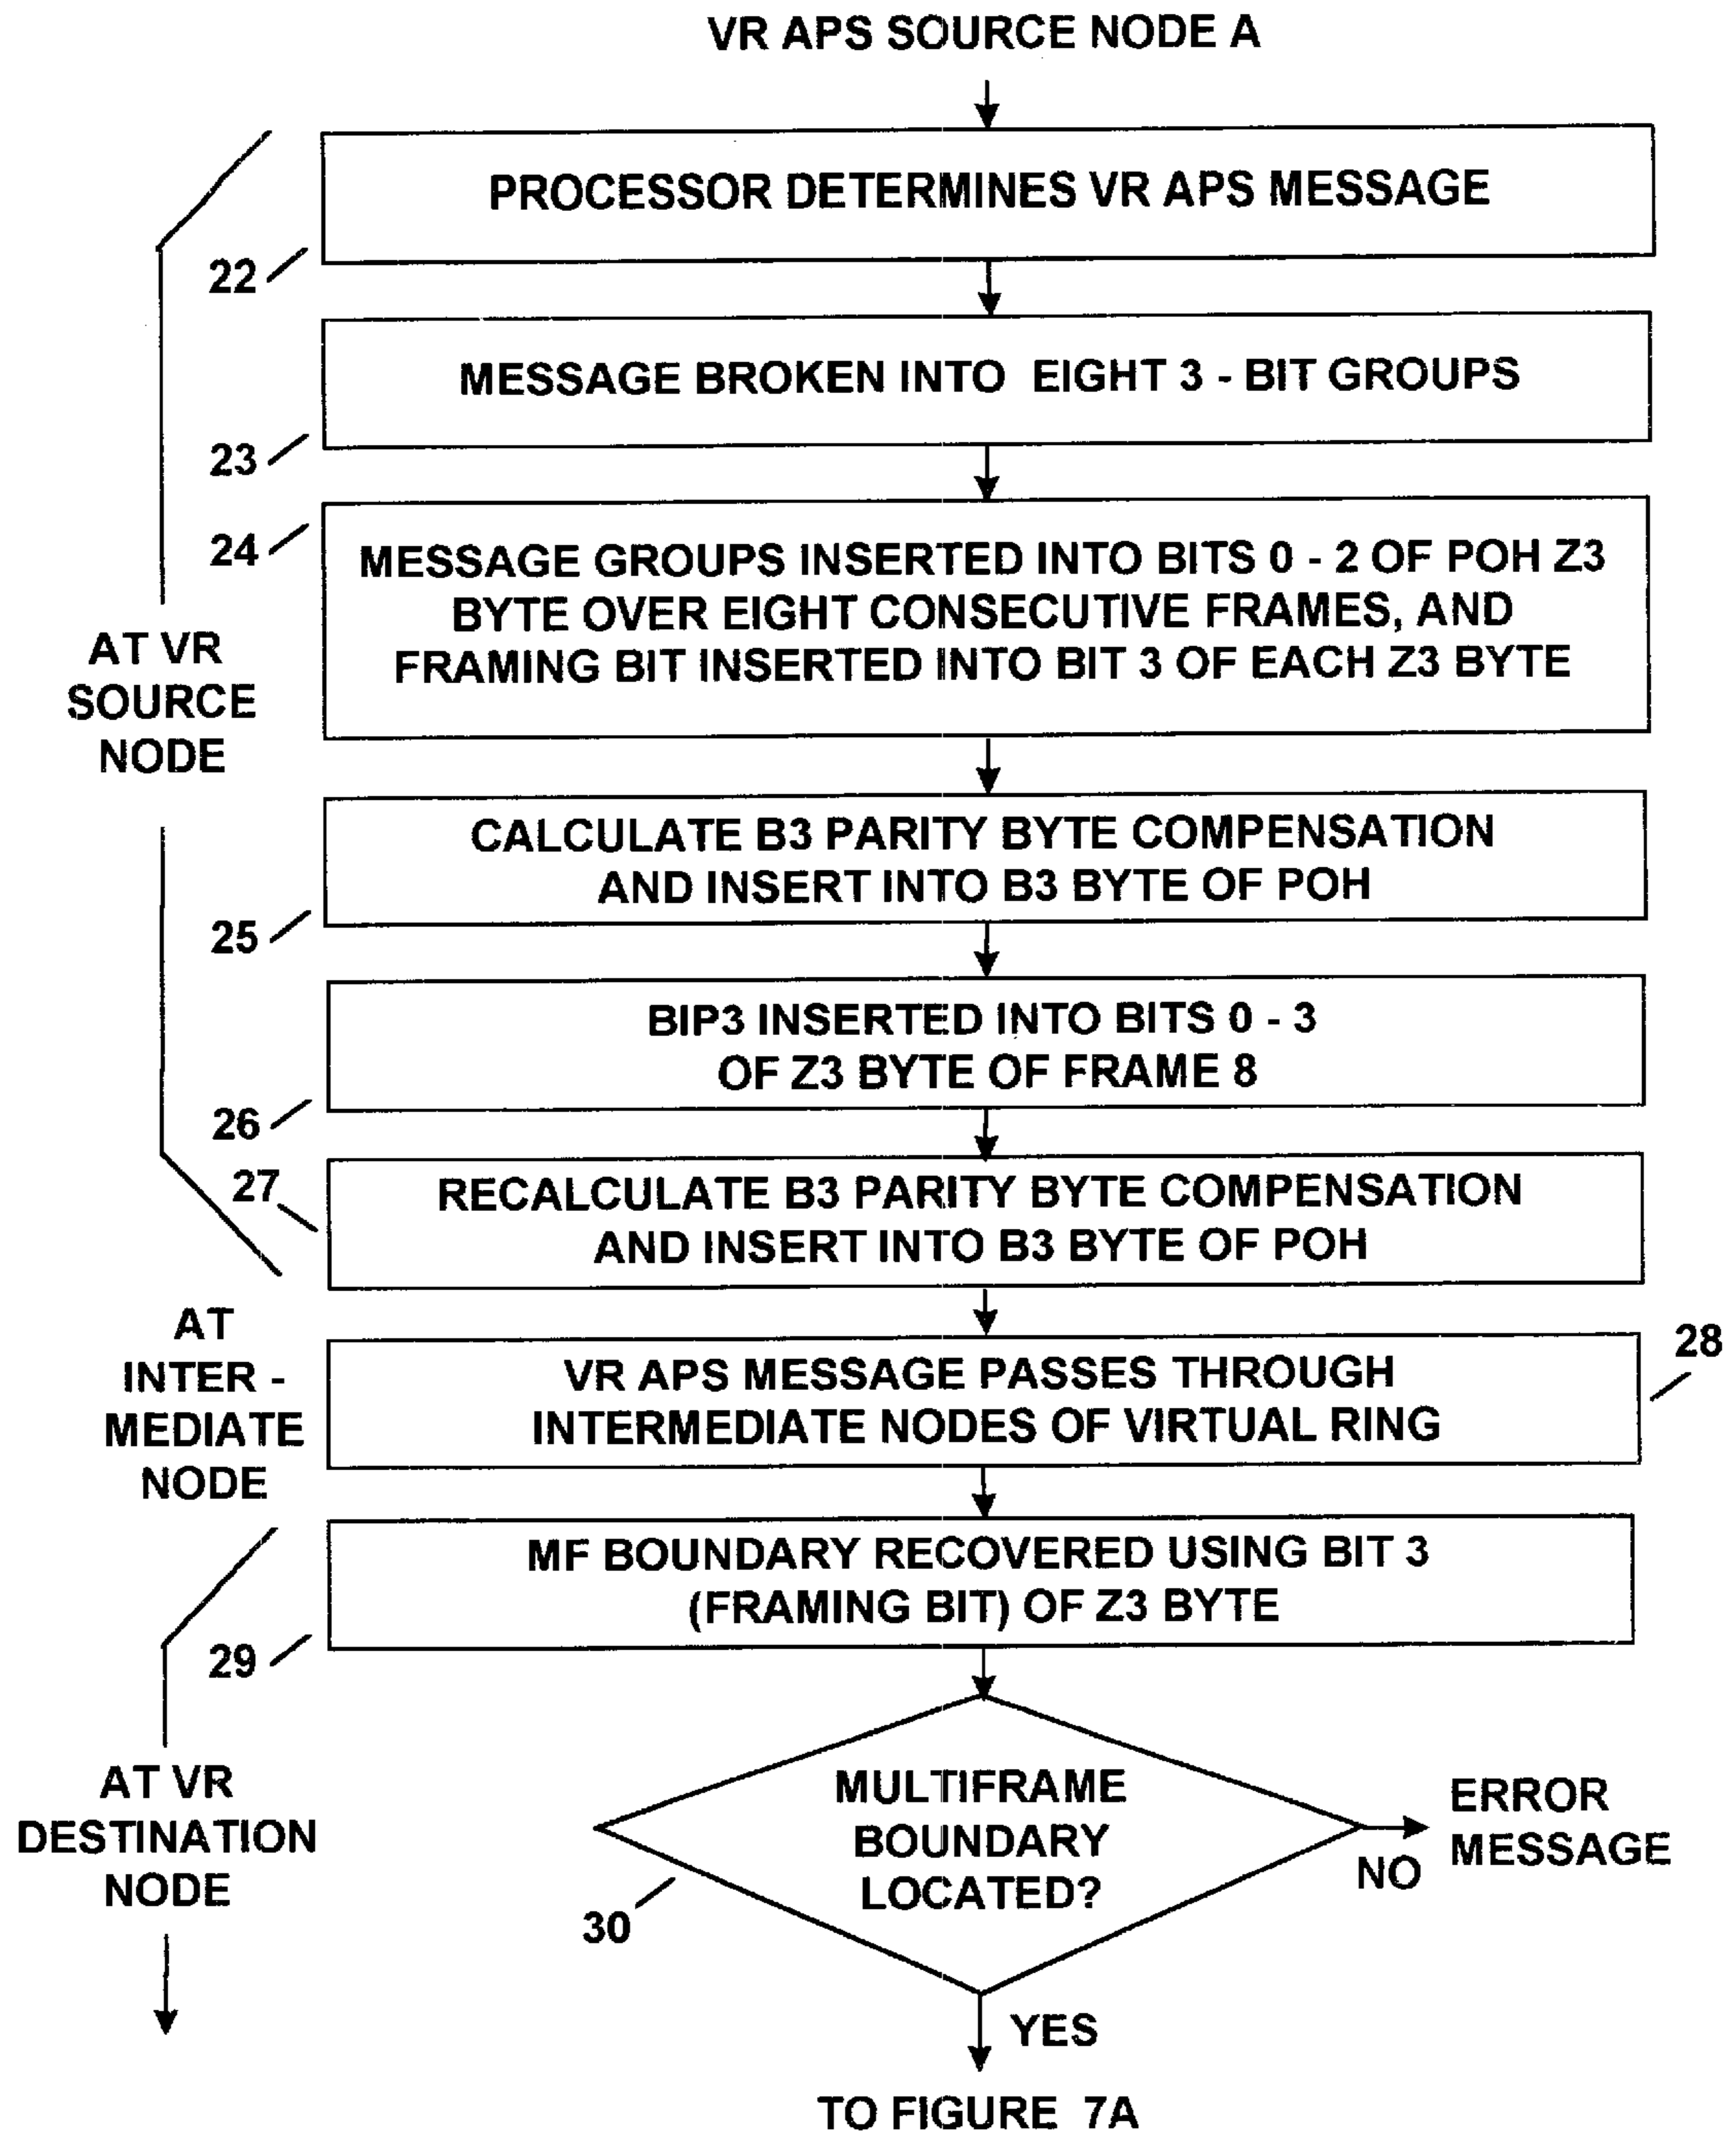 VR APS SOURCE NODE A
PROCESSOR DETERMINES VR APS MESSAGE
22
MESSAGE BROKEN INTO EIGHT 3 - BIT GROUPS
23
24
MESSAGE GROUPS INSERTED INTO BITS 0 - 2 OF POH Z3
BYTE OVER EIGHT CONSECUTIVE FRAMES, AND
FRAMING BIT INSERTED INTO BIT 3 OF EACH Z3 BYTE
AT VR
SOURCE
NODE
CALCULATE B3 PARITY BYTE COMPENSATION
AND INSERT INTO B3 BYTE OF POH
25
BIP3 INSERTED INTO BITS 0 - 3
OF Z3 BYTE OF FRAME 8
26
27
RECALCULATE B3 PARITY BYTE COMPENSATION
AND INSERT INTO B3 BYTE OF POH
AT
INTER -
MEDIATE
NODE
28
VR APS MESSAGE PASSES THROUGH
INTERMEDIATE NODES OF VIRTUAL RING
MF BOUNDARY RECOVERED USING BIT 3
(FRAMING BIT) OF Z3 BYTE
29
AT VR
DESTINATION
NODE
MULTIFRAME
BOUNDARY
LOCATED?
30
NO
ERROR
MESSAGE
YES
TO FIGURE 7A